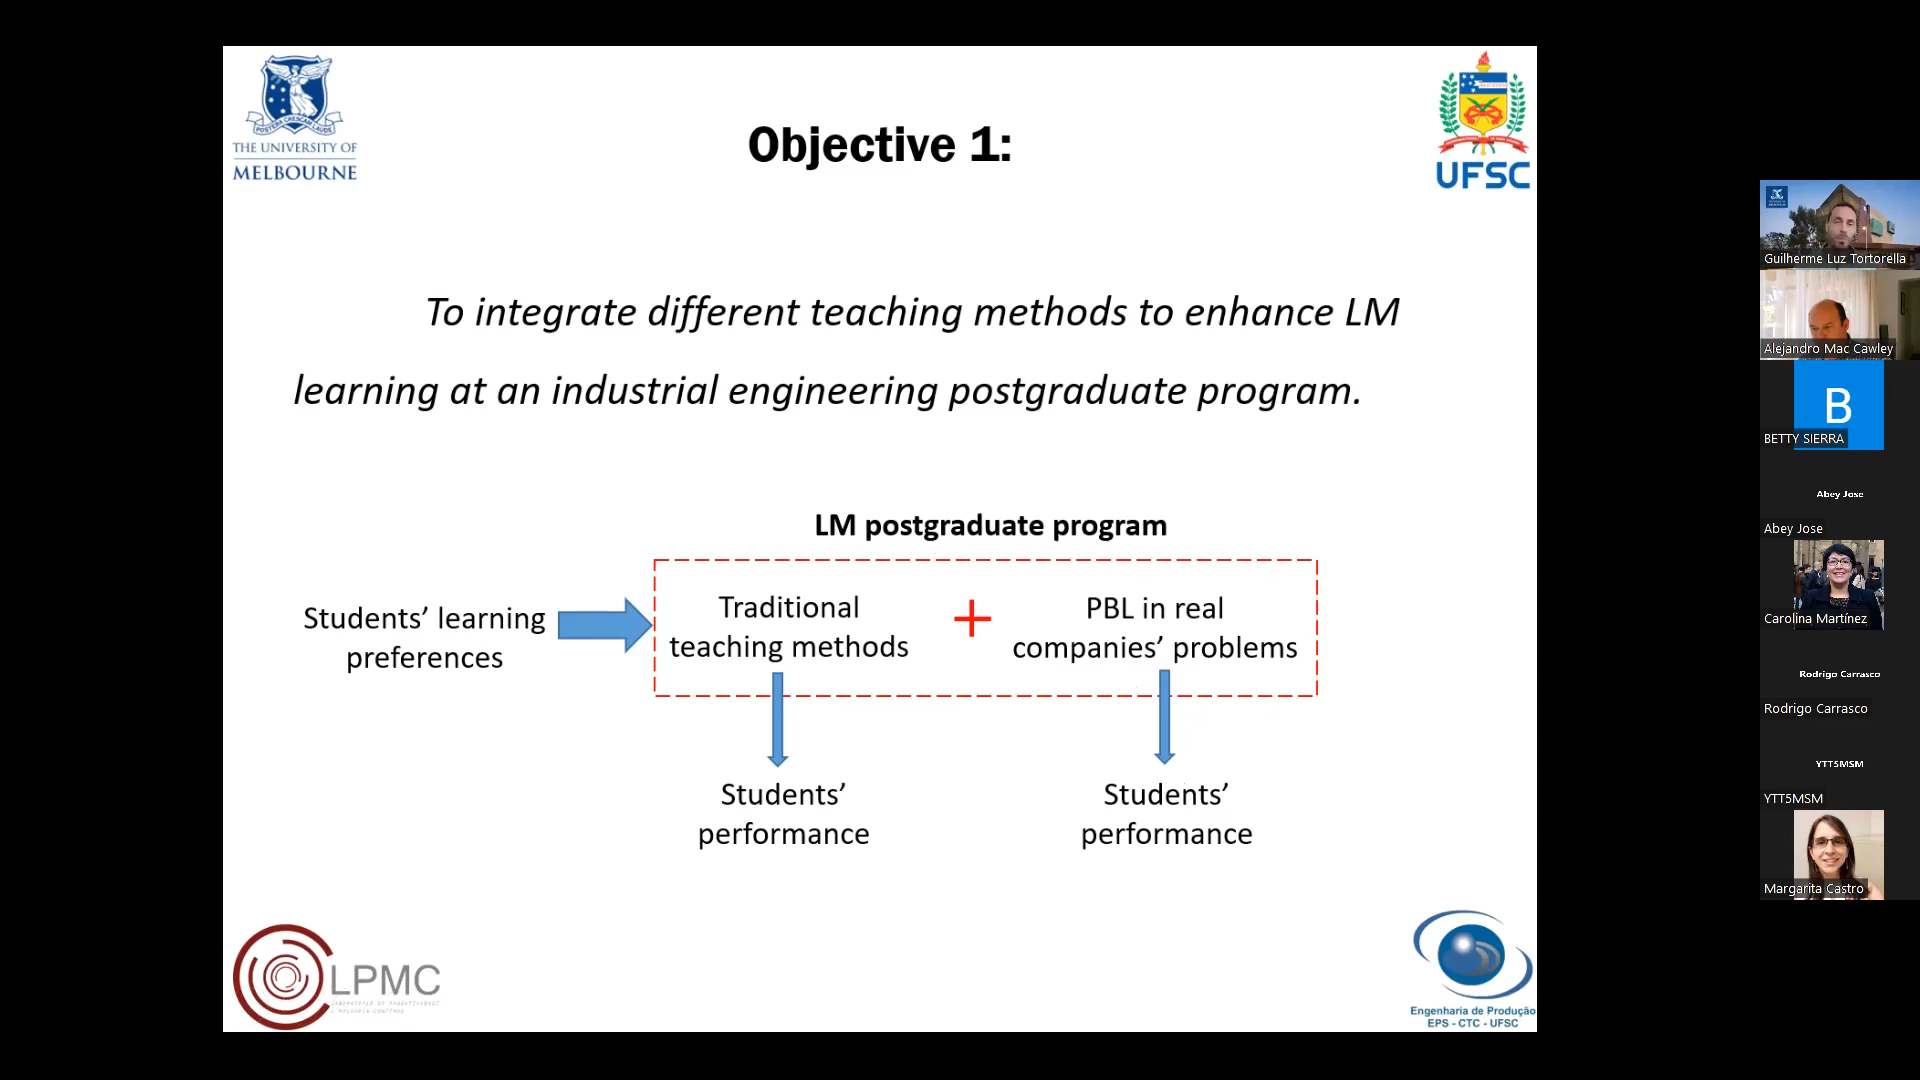 THE UNIVERSITY OF
MELBOURNE
Objective 1:
UFSC
To integrate different teaching methods to enhance LM
learning at an industrial engineering postgraduate program.
LM postgraduate program
Students’ learning
preferences
Traditional
teaching methods
+
PBL in real
companies’ problems
Students’
performance
Students’
performance
LPMC
Engenharia de Produção
EPS - CTC - UFSC
Guilherme Luz Tortorella
Alejandro Mac Cawley
B
BETTY SIERRA
Abey Jose
Abey Jose
Carolina Martínez
Rodrigo Carrasco
Rodrigo Carrasco
YTT5MSM
YTT5MSM
Margarita Castro